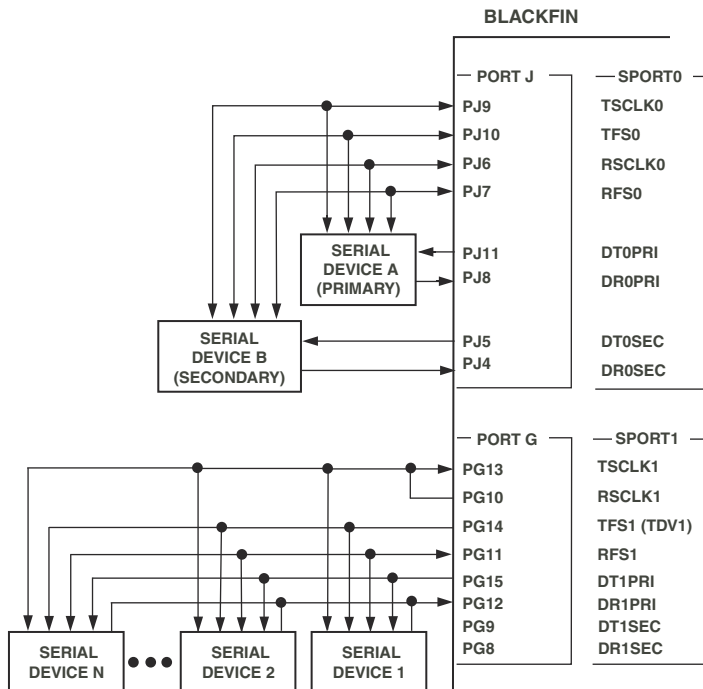 BLACKFIN
PORT J SPORT0
PJ9 TSCLK0
PJ10 TFS0
PJ6 RSCLK0
PJ7 RFS0
SERIAL
DEVICE A
(PRIMARY)
PJ11 DT0PRI
PJ8 DR0PRI
SERIAL
DEVICE B
(SECONDARY)
PJ5 DT0SEC
PJ4 DR0SEC
PORT G SPORT1
PG13 TSCLK1
PG10 RSCLK1
PG14 TFS1 (TDV1)
PG11 RFS1
PG15 DT1PRI
PG12 DR1PRI
PG9 DT1SEC
PG8 DR1SEC
SERIAL
DEVICE N
SERIAL
DEVICE 2
SERIAL
DEVICE 1